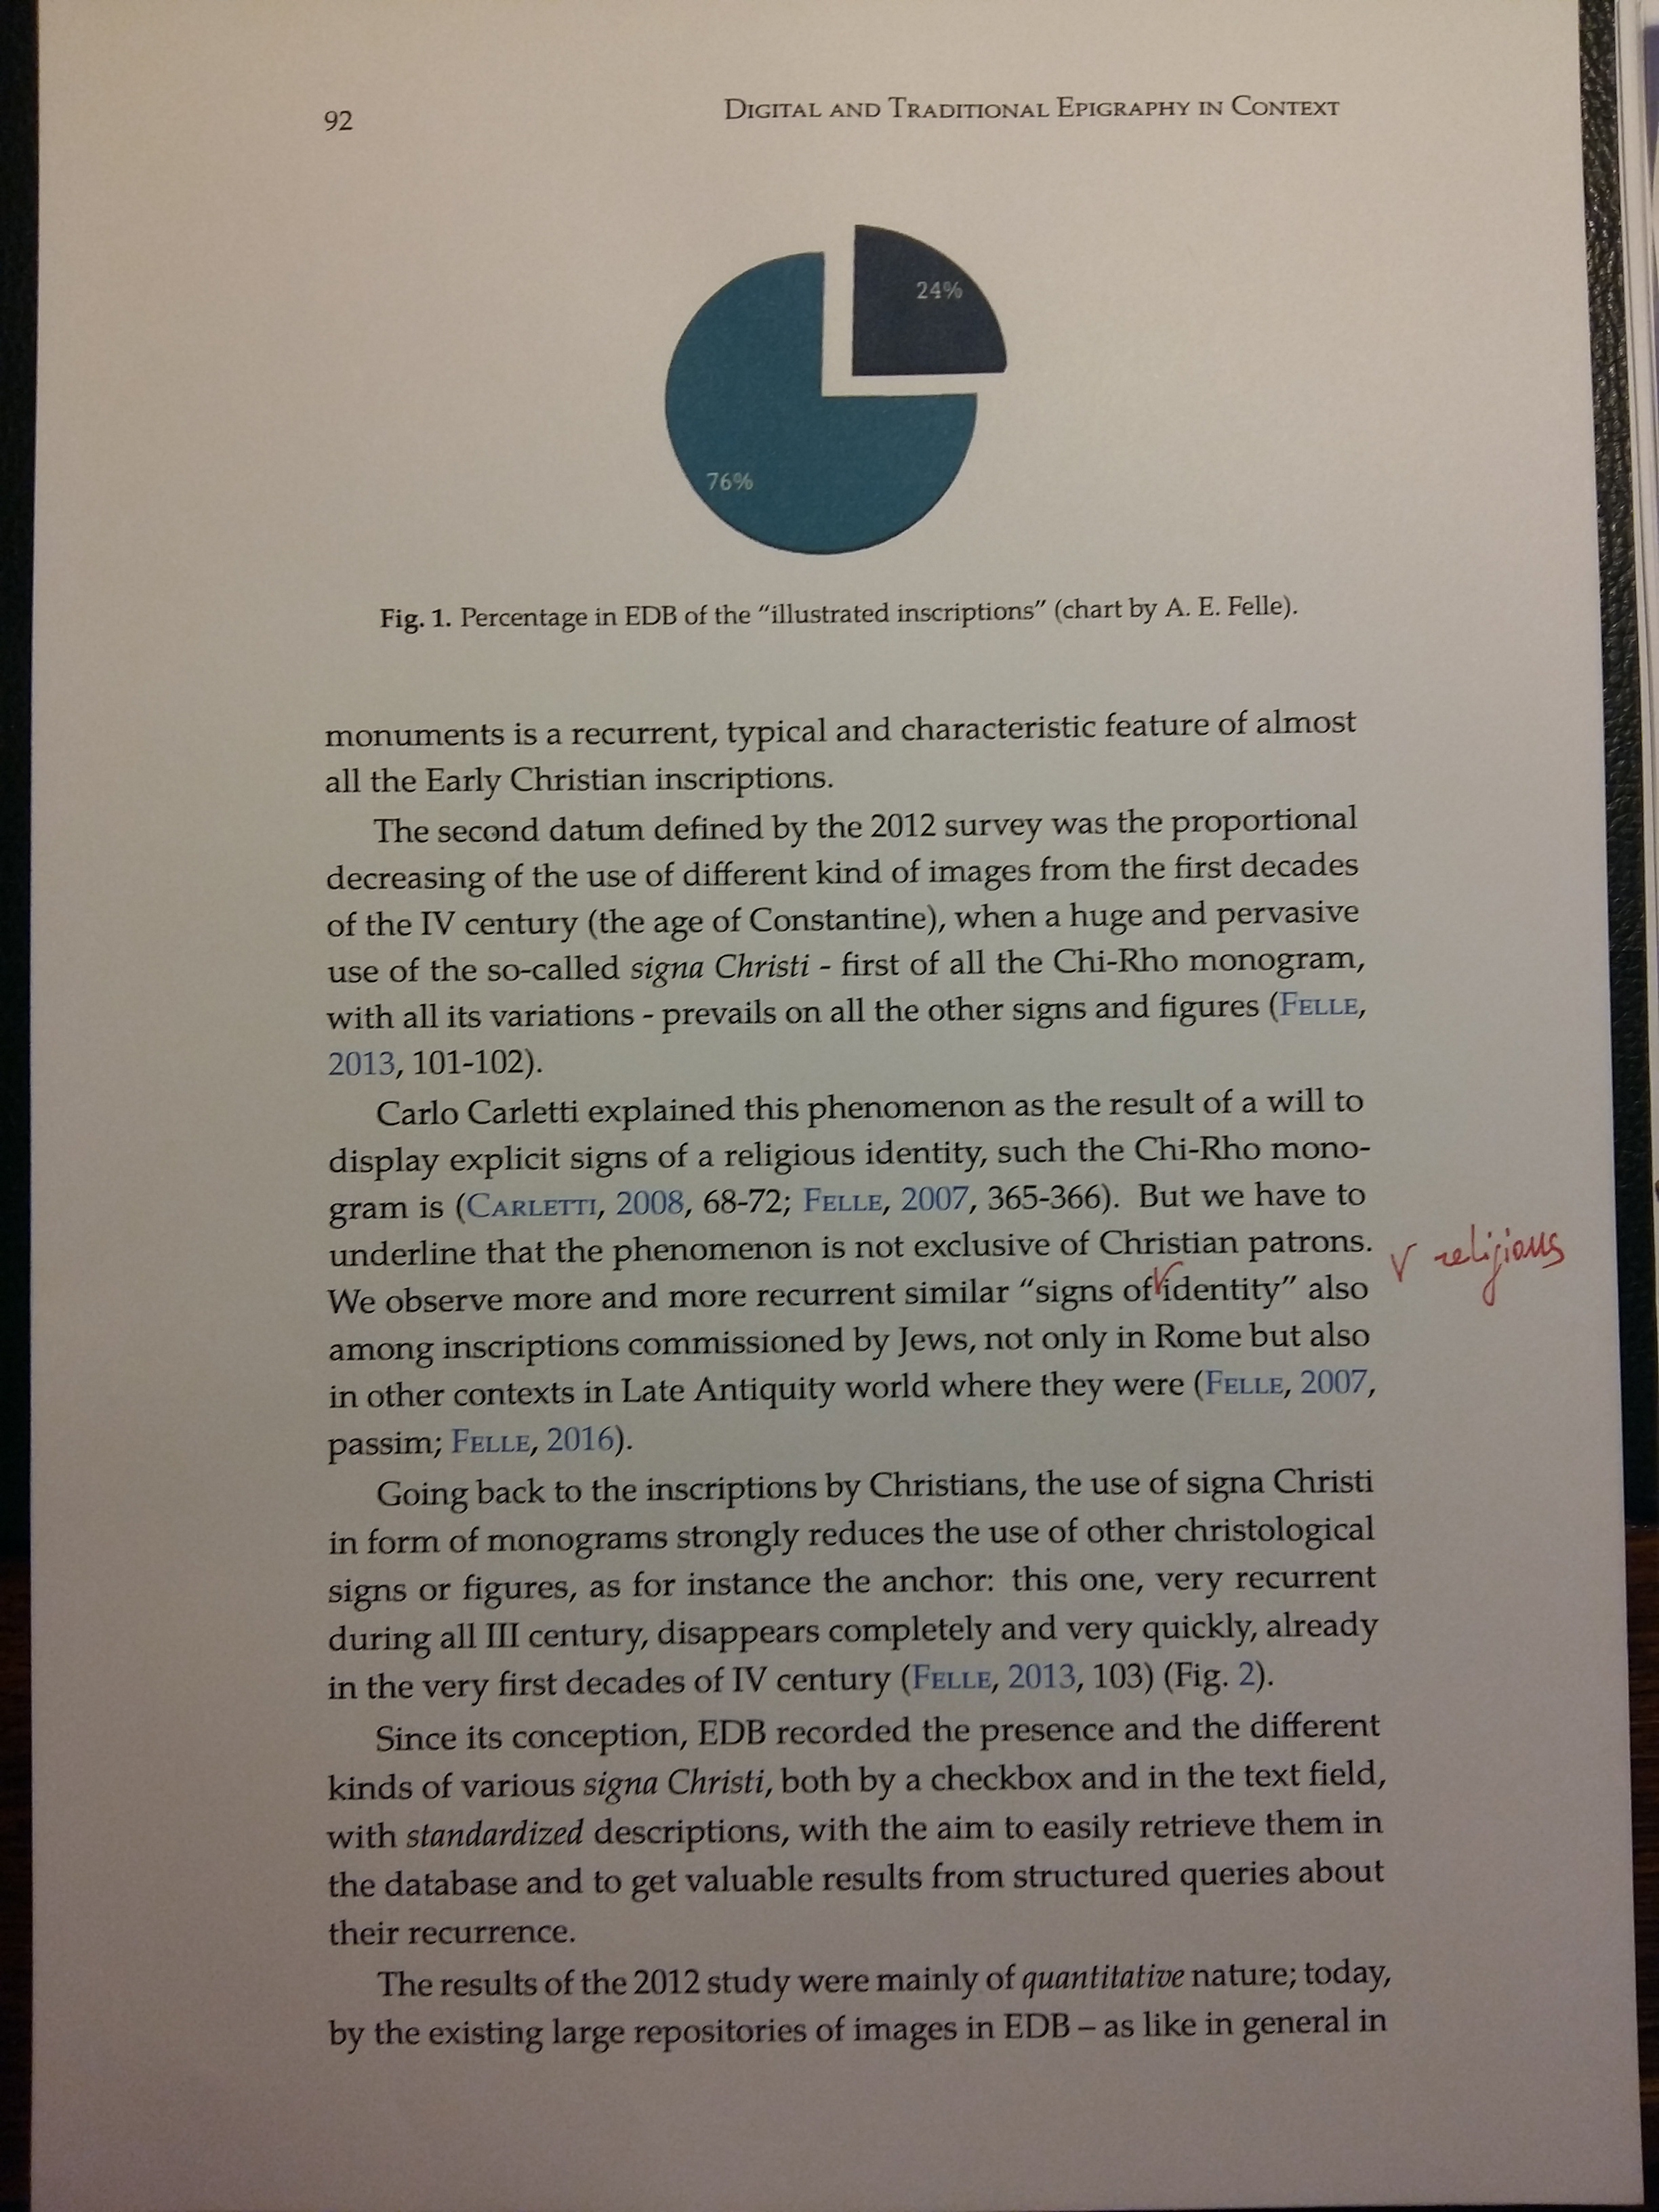 92
DIGITAL AND TRADITIONAL EPIGRAPHY IN CONTEXT
24%
76%
Fig. 1. Percentage in EDB of the “illustrated inscriptions” (chart by A. E. Felle).
monuments is a recurrent, typical and characteristic feature of almost
all the Early Christian inscriptions.
The second datum defined by the 2012 survey was the proportional
decreasing of the use of different kind of images from the first decades
of the IV century (the age of Constantine), when a huge and pervasive
use of the so-called signa Christi - first of all the Chi-Rho monogram,
with all its variations - prevails on all the other signs and figures (FELLE,
2013, 101-102).
Carlo Carletti explained this phenomenon as the result of a will to
display explicit signs of a religious identity, such the Chi-Rho mono-
gram is (CARLETTI, 2008, 68-72; FELLE, 2007, 365-366). But we have to
underline that the phenomenon is not exclusive of Christian patrons.
V religious
We observe more and more recurrent similar “signs of V identity” also
among inscriptions commissioned by Jews, not only in Rome but also
in other contexts in Late Antiquity world where they were (FELLE, 2007,
passim; FELLE, 2016).
Going back to the inscriptions by Christians, the use of signa Christi
in form of monograms strongly reduces the use of other christological
signs or figures, as for instance the anchor: this one, very recurrent
during all III century, disappears completely and very quickly, already
in the very first decades of IV century (FELLE, 2013, 103) (Fig. 2).
Since its conception, EDB recorded the presence and the different
kinds of various signa Christi, both by a checkbox and in the text field,
with standardized descriptions, with the aim to easily retrieve them in
the database and to get valuable results from structured queries about
their recurrence.
The results of the 2012 study were mainly of quantitative nature; today,
by the existing large repositories of images in EDB – as like in general in